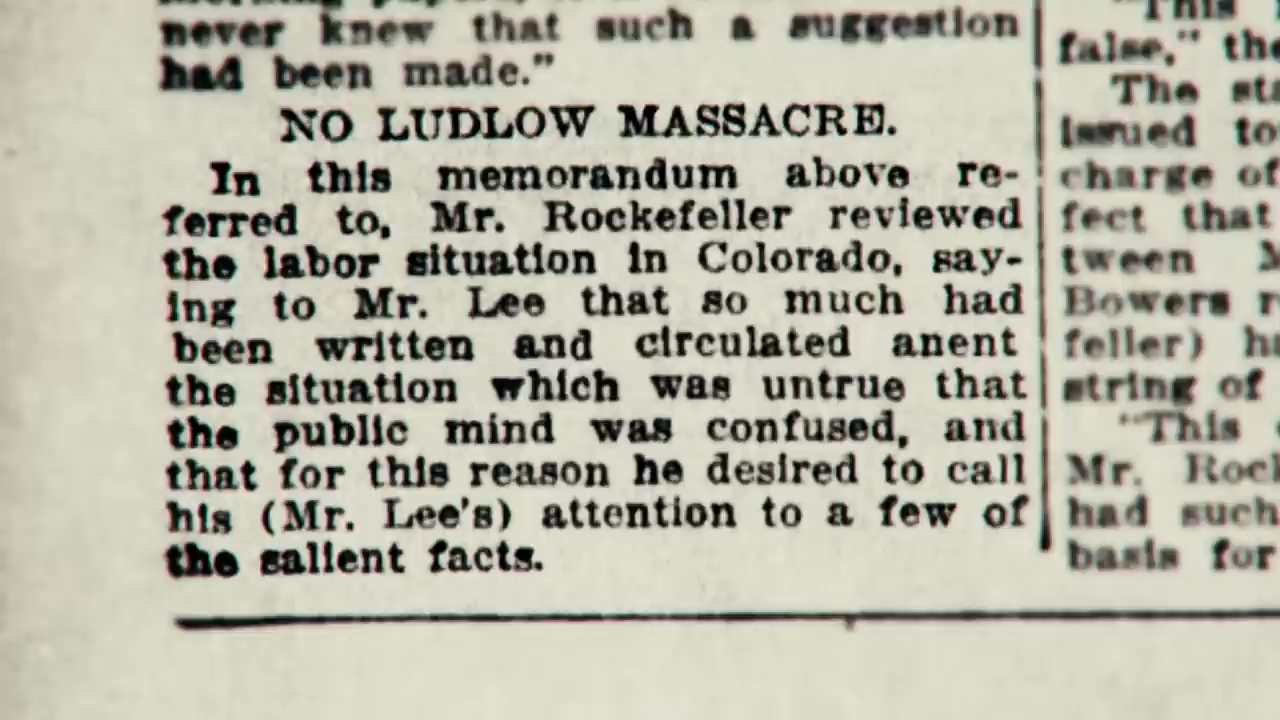 never knew that such a suggestion
had been made."
NO LUDLOW MASSACRE.
In this memorandum above re-
ferred to, Mr. Rockefeller reviewed
the labor situation in Colorado, say-
ing to Mr. Lee that so much had
been written and circulated anent
the situation which was untrue that
the public mind was confused, and
that for this reason he desired to call
his (Mr. Lee's) attention to a few of
the salient facts.
"This
false," the
The sta
issued to
charge of
fect that
tween M
Bowers r
feller) ha
string of
"This
Mr. Rock
had such
basis for